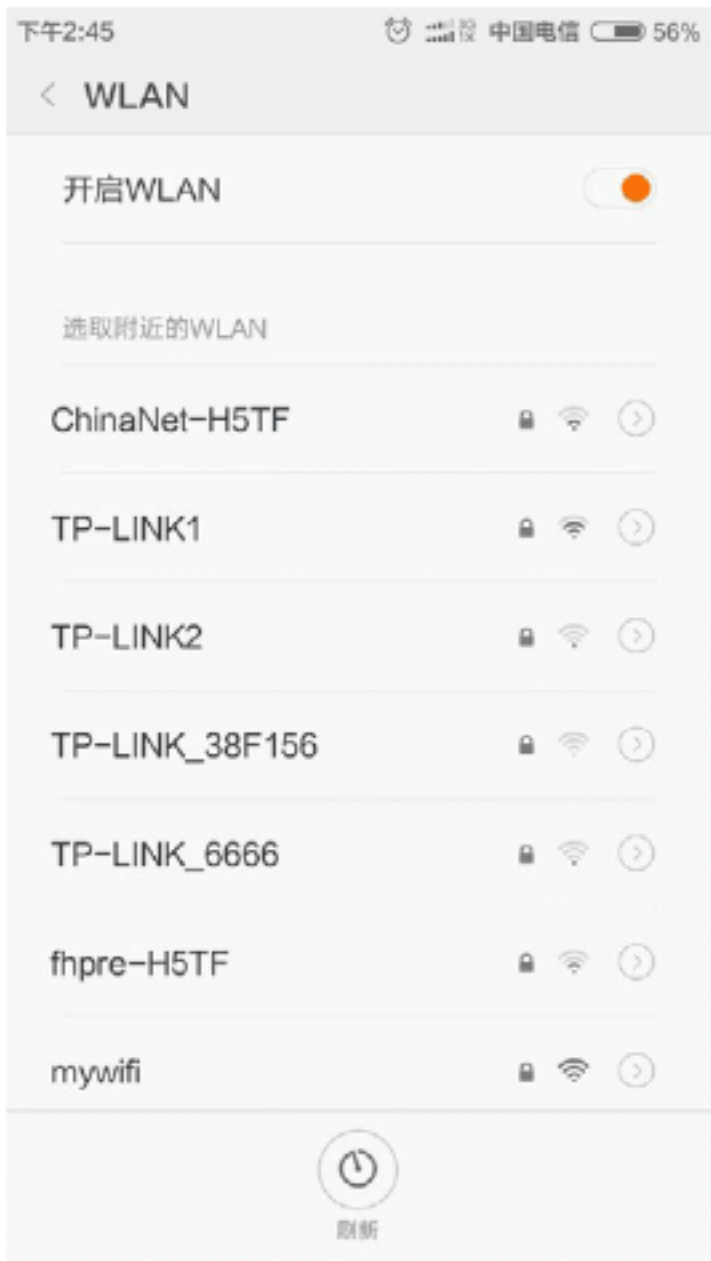 下午2:45 中国电信 56%
WLAN
开启WLAN
选取附近的WLAN
ChinaNet-H5TF
TP-LINK1
TP-LINK2
TP-LINK_38F156
TP-LINK_6666
fhpre-H5TF
mywifi
刷新